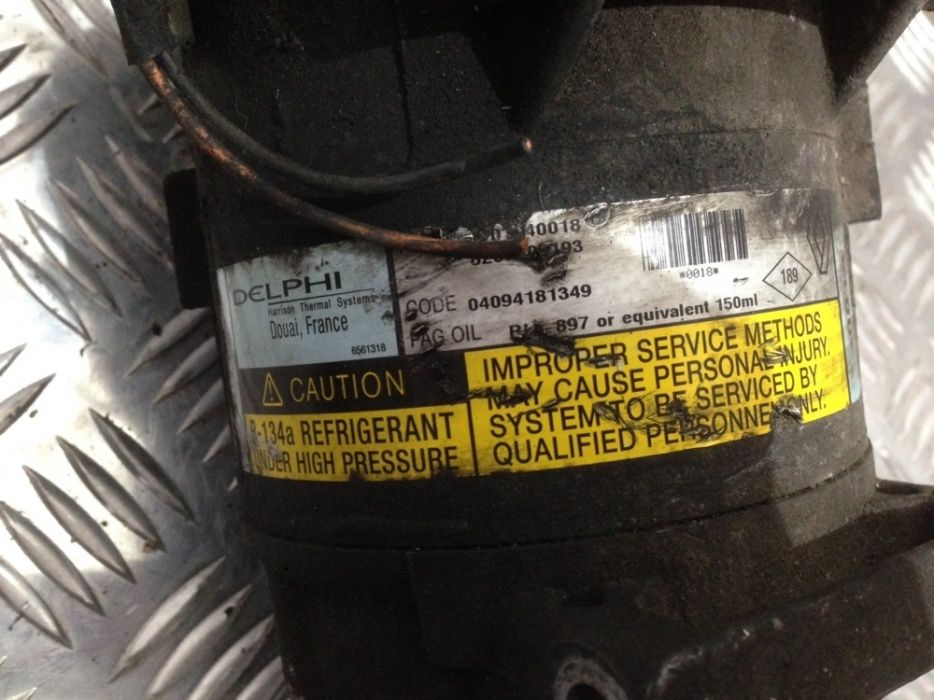 DELPHI
Harrison Thermal Systems
Douai, France
6561318
40018
CODE 04094181349
PAG OIL 897 or equivalent 150ml
*0018*
189
CAUTION
R-134a REFRIGERANT
UNDER HIGH PRESSURE
IMPROPER SERVICE METHODS
MAY CAUSE PERSONAL INJURY.
SYSTEM TO BE SERVICED BY
QUALIFIED PERSONNEL ONLY.